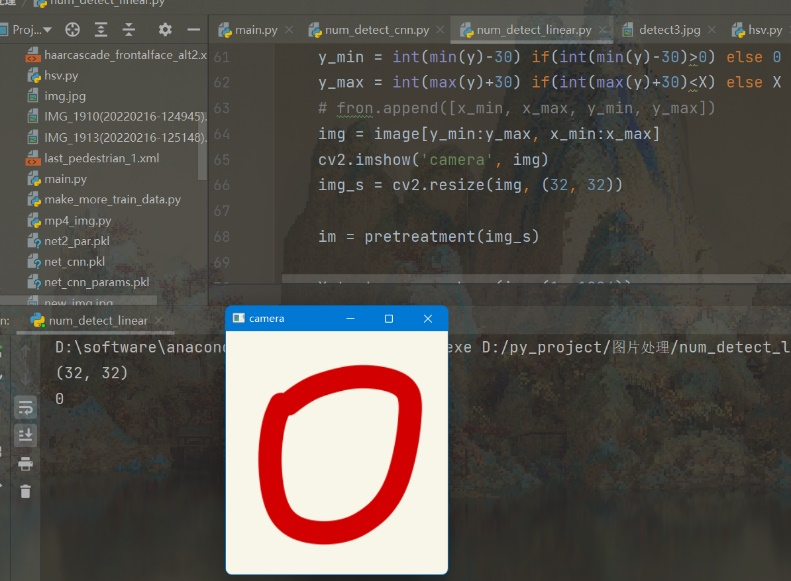 num_detect_linear.py
Proj...
main.py
num_detect_cnn.py
num_detect_linear.py
detect3.jpg
hsv.py
haarcascade_frontalface_alt2.x
hsv.py
img.jpg
IMG_1910(20220216-124945).
IMG_1913(20220216-125148).
last_pedestrian_1.xml
main.py
make_more_train_data.py
mp4_img.py
net2_par.pkl
net_cnn.pkl
net_cnn_params.pkl
new_img.jpg
61 y_min = int(min(y)-30) if(int(min(y)-30)>0) else 0
62 y_max = int(max(y)+30) if(int(max(y)+30)<X) else X
63 # fron.append([x_min, x_max, y_min, y_max])
64 img = image[y_min:y_max, x_min:x_max]
65 cv2.imshow('camera', img)
66 img_s = cv2.resize(img, (32, 32))
67
68 im = pretreatment(img_s)
69
n:
num_detect_linear
camera
D:\software\anacon
exe D:/py_project/图片处理/num_detect_l
(32, 32)
0